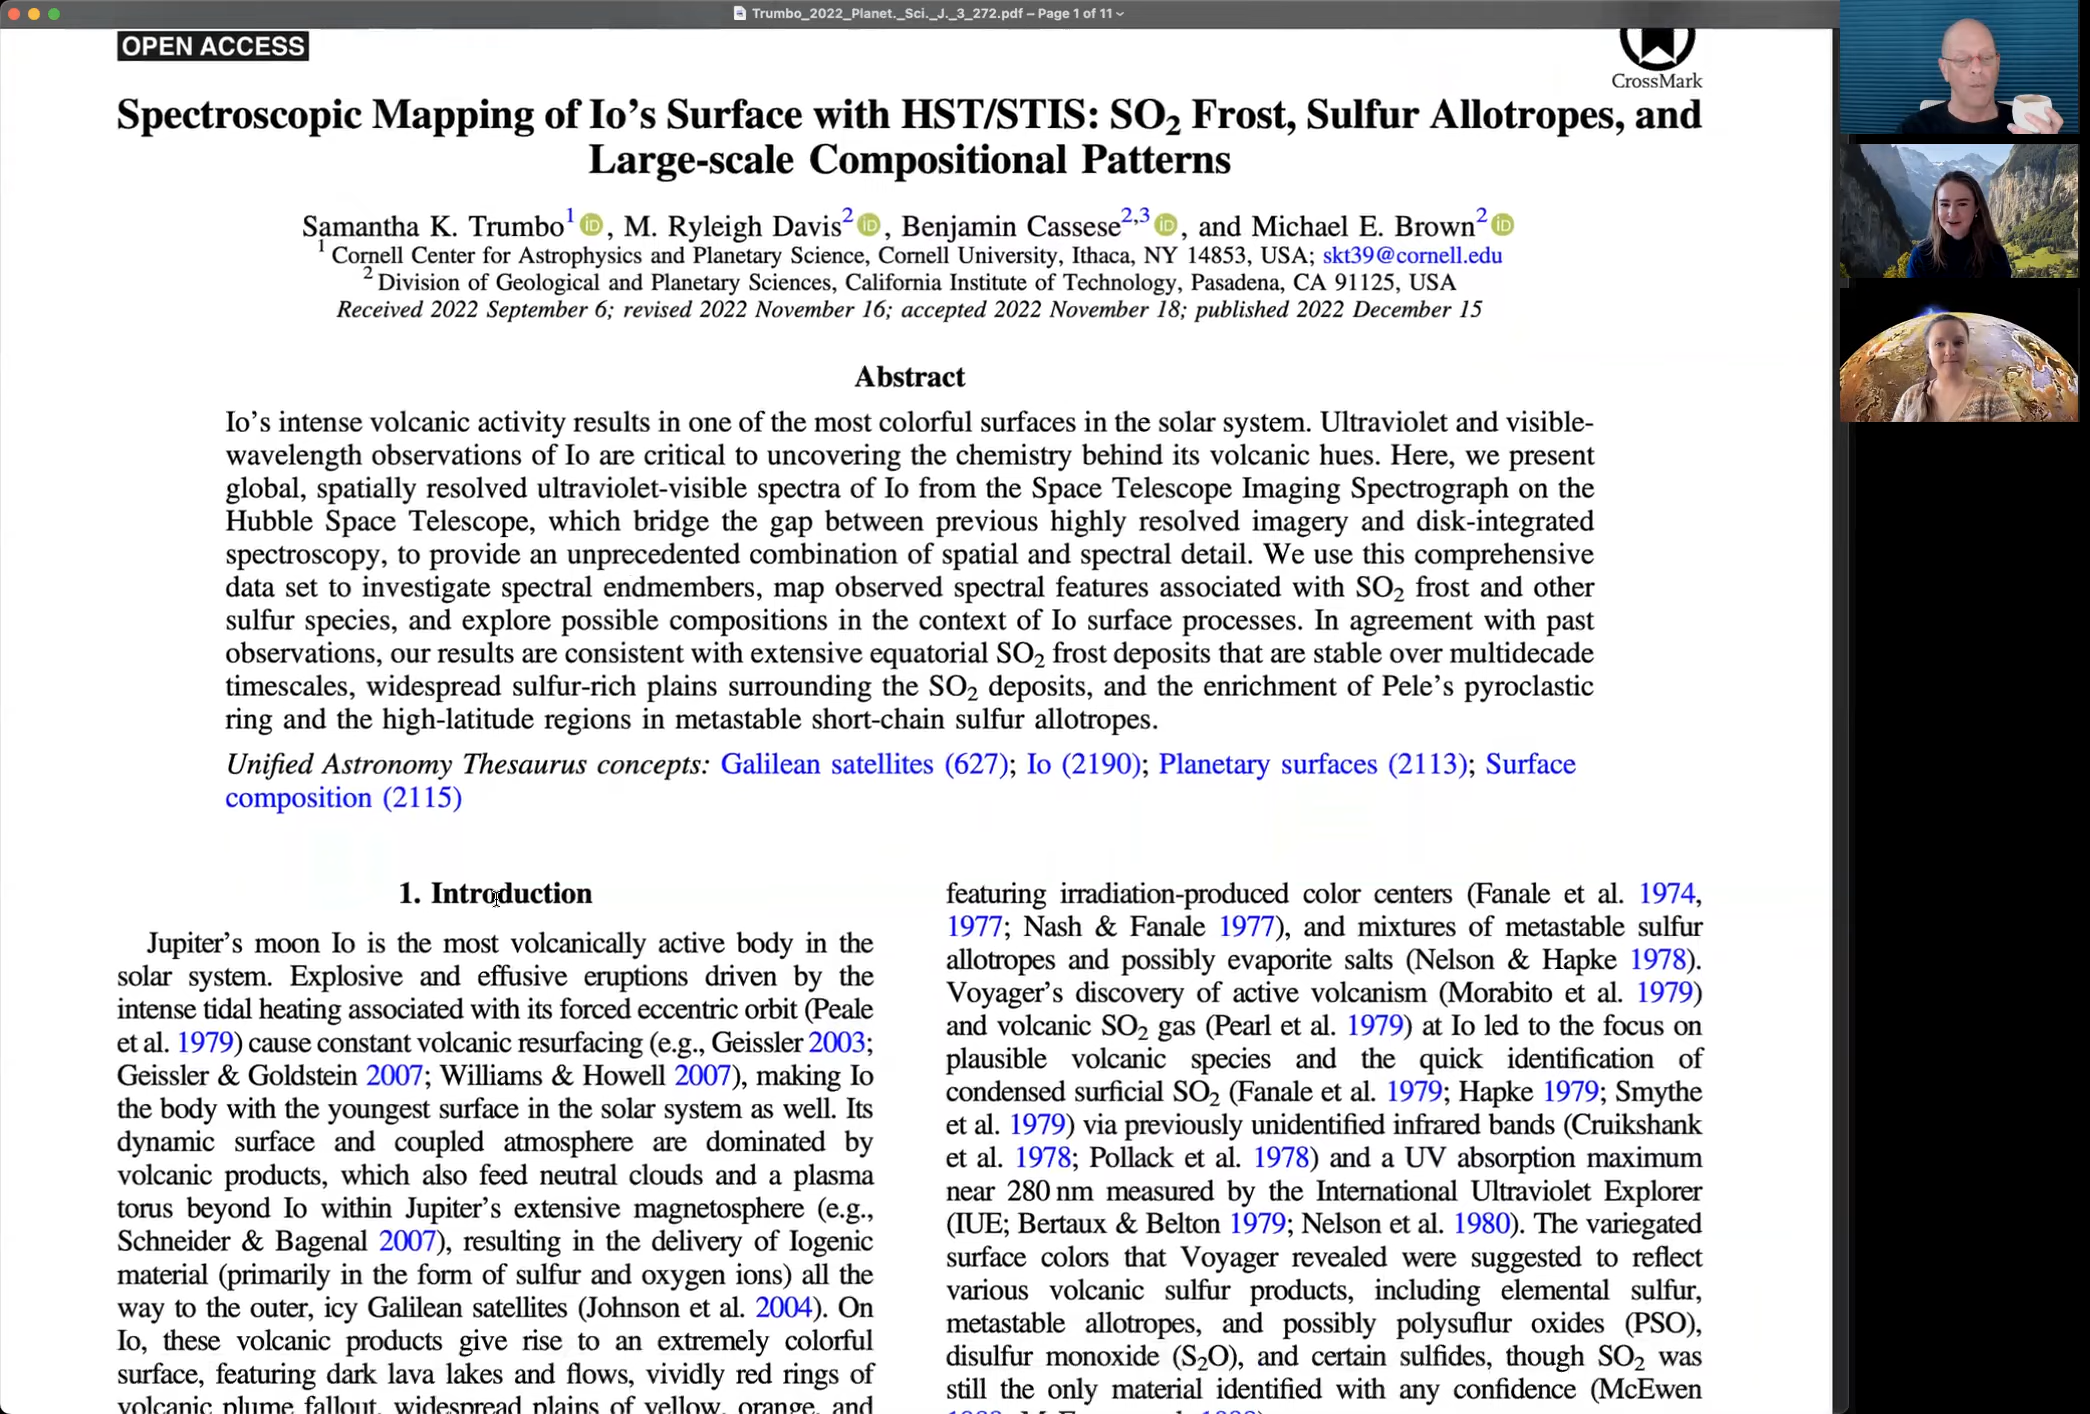 Trumbo_2022_Planet._Sci._J._3_272.pdf – Page 1 of 11
OPEN ACCESS
CrossMark
Spectroscopic Mapping of Io’s Surface with HST/STIS: SO₂ Frost, Sulfur Allotropes, and
Large-scale Compositional Patterns
Samantha K. Trumbo¹ iD, M. Ryleigh Davis² iD, Benjamin Cassese²,³ iD, and Michael E. Brown² iD
¹ Cornell Center for Astrophysics and Planetary Science, Cornell University, Ithaca, NY 14853, USA; skt39@cornell.edu
² Division of Geological and Planetary Sciences, California Institute of Technology, Pasadena, CA 91125, USA
Received 2022 September 6; revised 2022 November 16; accepted 2022 November 18; published 2022 December 15
Abstract
Io’s intense volcanic activity results in one of the most colorful surfaces in the solar system. Ultraviolet and visible-
wavelength observations of Io are critical to uncovering the chemistry behind its volcanic hues. Here, we present
global, spatially resolved ultraviolet-visible spectra of Io from the Space Telescope Imaging Spectrograph on the
Hubble Space Telescope, which bridge the gap between previous highly resolved imagery and disk-integrated
spectroscopy, to provide an unprecedented combination of spatial and spectral detail. We use this comprehensive
data set to investigate spectral endmembers, map observed spectral features associated with SO₂ frost and other
sulfur species, and explore possible compositions in the context of Io surface processes. In agreement with past
observations, our results are consistent with extensive equatorial SO₂ frost deposits that are stable over multidecade
timescales, widespread sulfur-rich plains surrounding the SO₂ deposits, and the enrichment of Pele’s pyroclastic
ring and the high-latitude regions in metastable short-chain sulfur allotropes.
Unified Astronomy Thesaurus concepts: Galilean satellites (627); Io (2190); Planetary surfaces (2113); Surface
composition (2115)
1. Introduction
Jupiter’s moon Io is the most volcanically active body in the
solar system. Explosive and effusive eruptions driven by the
intense tidal heating associated with its forced eccentric orbit (Peale
et al. 1979) cause constant volcanic resurfacing (e.g., Geissler 2003;
Geissler & Goldstein 2007; Williams & Howell 2007), making Io
the body with the youngest surface in the solar system as well. Its
dynamic surface and coupled atmosphere are dominated by
volcanic products, which also feed neutral clouds and a plasma
torus beyond Io within Jupiter’s extensive magnetosphere (e.g.,
Schneider & Bagenal 2007), resulting in the delivery of Iogenic
material (primarily in the form of sulfur and oxygen ions) all the
way to the outer, icy Galilean satellites (Johnson et al. 2004). On
Io, these volcanic products give rise to an extremely colorful
surface, featuring dark lava lakes and flows, vividly red rings of
volcanic plume fallout, widespread plains of yellow, orange, and
featuring irradiation-produced color centers (Fanale et al. 1974,
1977; Nash & Fanale 1977), and mixtures of metastable sulfur
allotropes and possibly evaporite salts (Nelson & Hapke 1978).
Voyager’s discovery of active volcanism (Morabito et al. 1979)
and volcanic SO₂ gas (Pearl et al. 1979) at Io led to the focus on
plausible volcanic species and the quick identification of
condensed surficial SO₂ (Fanale et al. 1979; Hapke 1979; Smythe
et al. 1979) via previously unidentified infrared bands (Cruikshank
et al. 1978; Pollack et al. 1978) and a UV absorption maximum
near 280 nm measured by the International Ultraviolet Explorer
(IUE; Bertaux & Belton 1979; Nelson et al. 1980). The variegated
surface colors that Voyager revealed were suggested to reflect
various volcanic sulfur products, including elemental sulfur,
metastable allotropes, and possibly polysuflur oxides (PSO),
disulfur monoxide (S₂O), and certain sulfides, though SO₂ was
still the only material identified with any confidence (McEwen